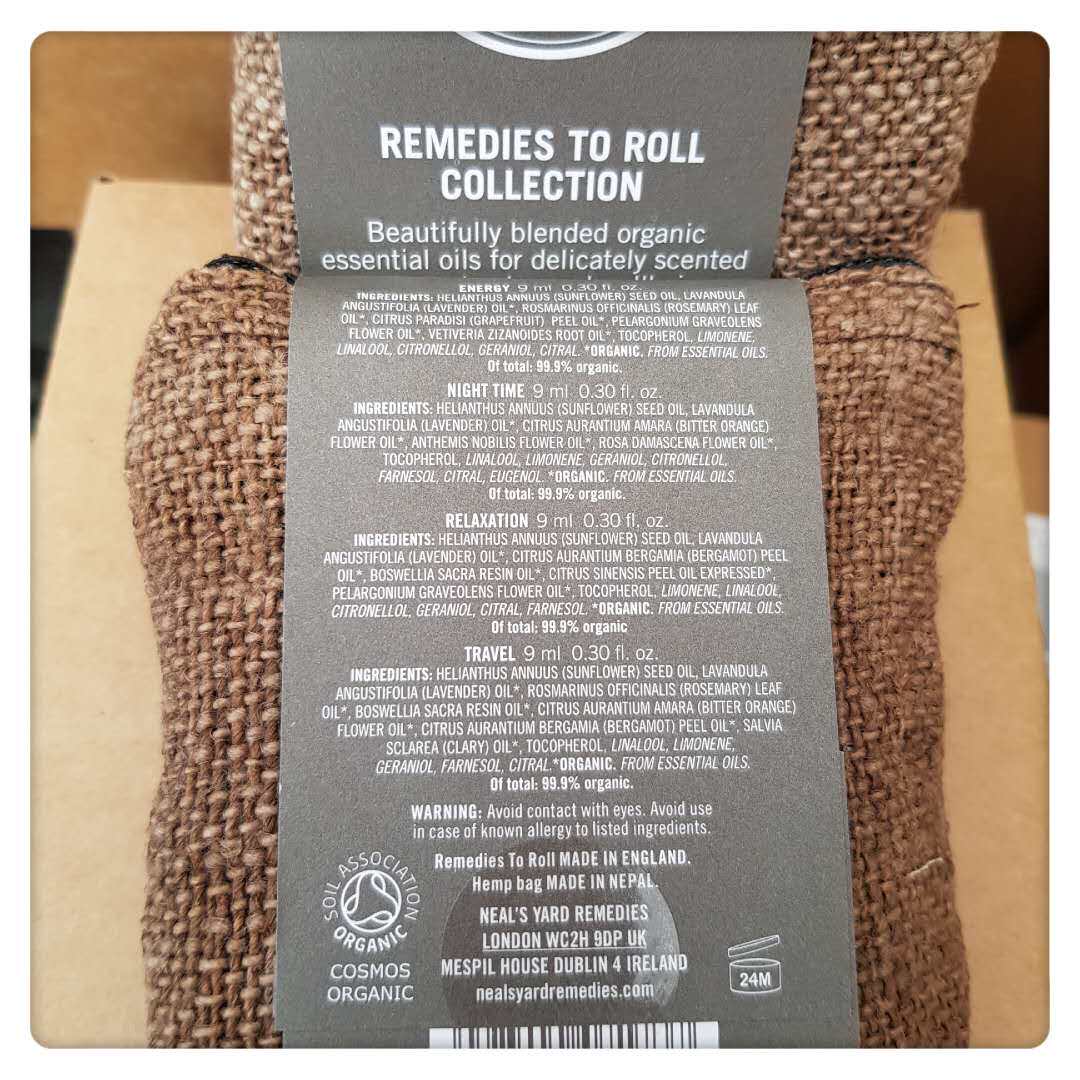 REMEDIES TO ROLL
COLLECTION
Beautifully blended organic
essential oils for delicately scented
ENERGY 9 ml 0.30 fl. oz.
INGREDIENTS: HELIANTHUS ANNUUS (SUNFLOWER) SEED OIL, LAVANDULA
ANGUSTIFOLIA (LAVENDER) OIL*, ROSMARINUS OFFICINALIS (ROSEMARY) LEAF
OIL*, CITRUS PARADISI (GRAPEFRUIT) PEEL OIL*, PELARGONIUM GRAVEOLENS
FLOWER OIL*, VETIVERIA ZIZANOIDES ROOT OIL*, TOCOPHEROL, LIMONENE,
LINALOOL, CITRONELLOL, GERANIOL, CITRAL. *ORGANIC. FROM ESSENTIAL OILS.
Of total: 99.9% organic.
NIGHT TIME 9 ml 0.30 fl. oz.
INGREDIENTS: HELIANTHUS ANNUUS (SUNFLOWER) SEED OIL, LAVANDULA
ANGUSTIFOLIA (LAVENDER) OIL*, CITRUS AURANTIUM AMARA (BITTER ORANGE)
FLOWER OIL*, ANTHEMIS NOBILIS FLOWER OIL*, ROSA DAMASCENA FLOWER OIL*,
TOCOPHEROL, LINALOOL, LIMONENE, GERANIOL, CITRONELLOL,
FARNESOL, CITRAL, EUGENOL. *ORGANIC. FROM ESSENTIAL OILS.
Of total: 99.9% organic.
RELAXATION 9 ml 0.30 fl. oz.
INGREDIENTS: HELIANTHUS ANNUUS (SUNFLOWER) SEED OIL, LAVANDULA
ANGUSTIFOLIA (LAVENDER) OIL*, CITRUS AURANTIUM BERGAMIA (BERGAMOT) PEEL
OIL*, BOSWELLIA SACRA RESIN OIL*, CITRUS SINENSIS PEEL OIL EXPRESSED*,
PELARGONIUM GRAVEOLENS FLOWER OIL*, TOCOPHEROL, LIMONENE, LINALOOL,
CITRONELLOL, GERANIOL, CITRAL, FARNESOL. *ORGANIC. FROM ESSENTIAL OILS.
Of total: 99.9% organic
TRAVEL 9 ml 0.30 fl. oz.
INGREDIENTS: HELIANTHUS ANNUUS (SUNFLOWER) SEED OIL, LAVANDULA
ANGUSTIFOLIA (LAVENDER) OIL*, ROSMARINUS OFFICINALIS (ROSEMARY) LEAF
OIL*, BOSWELLIA SACRA RESIN OIL*, CITRUS AURANTIUM AMARA (BITTER ORANGE)
FLOWER OIL*, CITRUS AURANTIUM BERGAMIA (BERGAMOT) PEEL OIL*, SALVIA
SCLAREA (CLARY) OIL*, TOCOPHEROL, LINALOOL, LIMONENE,
GERANIOL, FARNESOL, CITRAL.*ORGANIC. FROM ESSENTIAL OILS.
Of total: 99.9% organic.
WARNING: Avoid contact with eyes. Avoid use
in case of known allergy to listed ingredients.
Remedies To Roll MADE IN ENGLAND.
Hemp bag MADE IN NEPAL.
NEAL'S YARD REMEDIES
LONDON WC2H 9DP UK
MESPIL HOUSE DUBLIN 4 IRELAND
nealsyardremedies.com
SOIL ASSOCIATION
ORGANIC
COSMOS
ORGANIC
24M